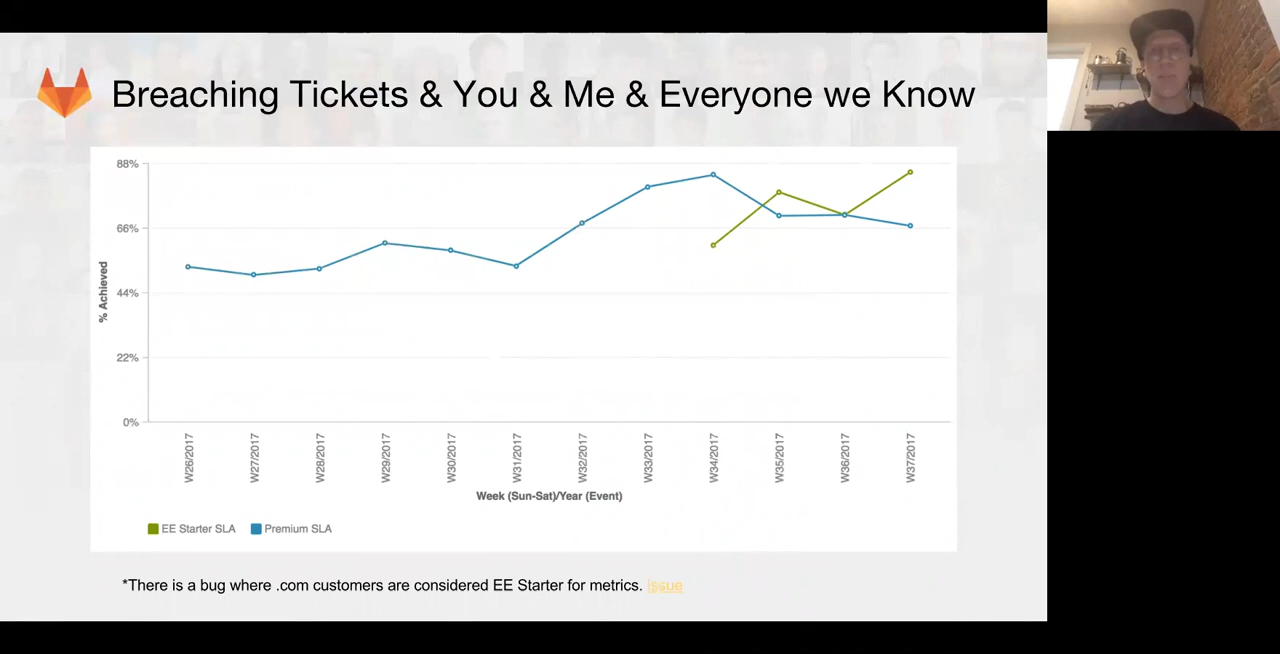 Breaching Tickets & You & Me & Everyone we Know
88%
66%
44%
22%
0%
% Achieved
W26/2017
W27/2017
W28/2017
W29/2017
W30/2017
W31/2017
W32/2017
W33/2017
W34/2017
W35/2017
W36/2017
W37/2017
Week (Sun-Sat)/Year (Event)
EE Starter SLA
Premium SLA
*There is a bug where .com customers are considered EE Starter for metrics. Issue